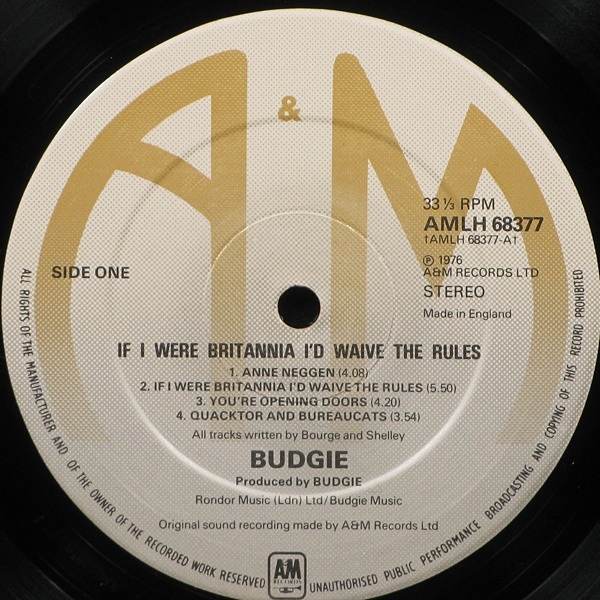 A & M
33 ⅓ RPM
AMLH 68377
†AMLH 68377-A†
Ⓟ 1976
A&M RECORDS LTD
STEREO
Made in England
SIDE ONE
IF I WERE BRITANNIA I'D WAIVE THE RULES
1. ANNE NEGGEN (4.08)
2. IF I WERE BRITANNIA I'D WAIVE THE RULES (5.50)
3. YOU'RE OPENING DOORS (4.20)
4. QUACKTOR AND BUREAUCATS (3.54)
All tracks written by Bourge and Shelley
BUDGIE
Produced by BUDGIE
Rondor Music (Ldn) Ltd/Budgie Music
Original sound recording made by A&M Records Ltd
ALL RIGHTS OF THE MANUFACTURER AND OF THE OWNER OF THE RECORDED WORK RESERVED
AM
RECORDS
UNAUTHORISED PUBLIC PERFORMANCE BROADCASTING AND COPYING OF THIS RECORD PROHIBITED